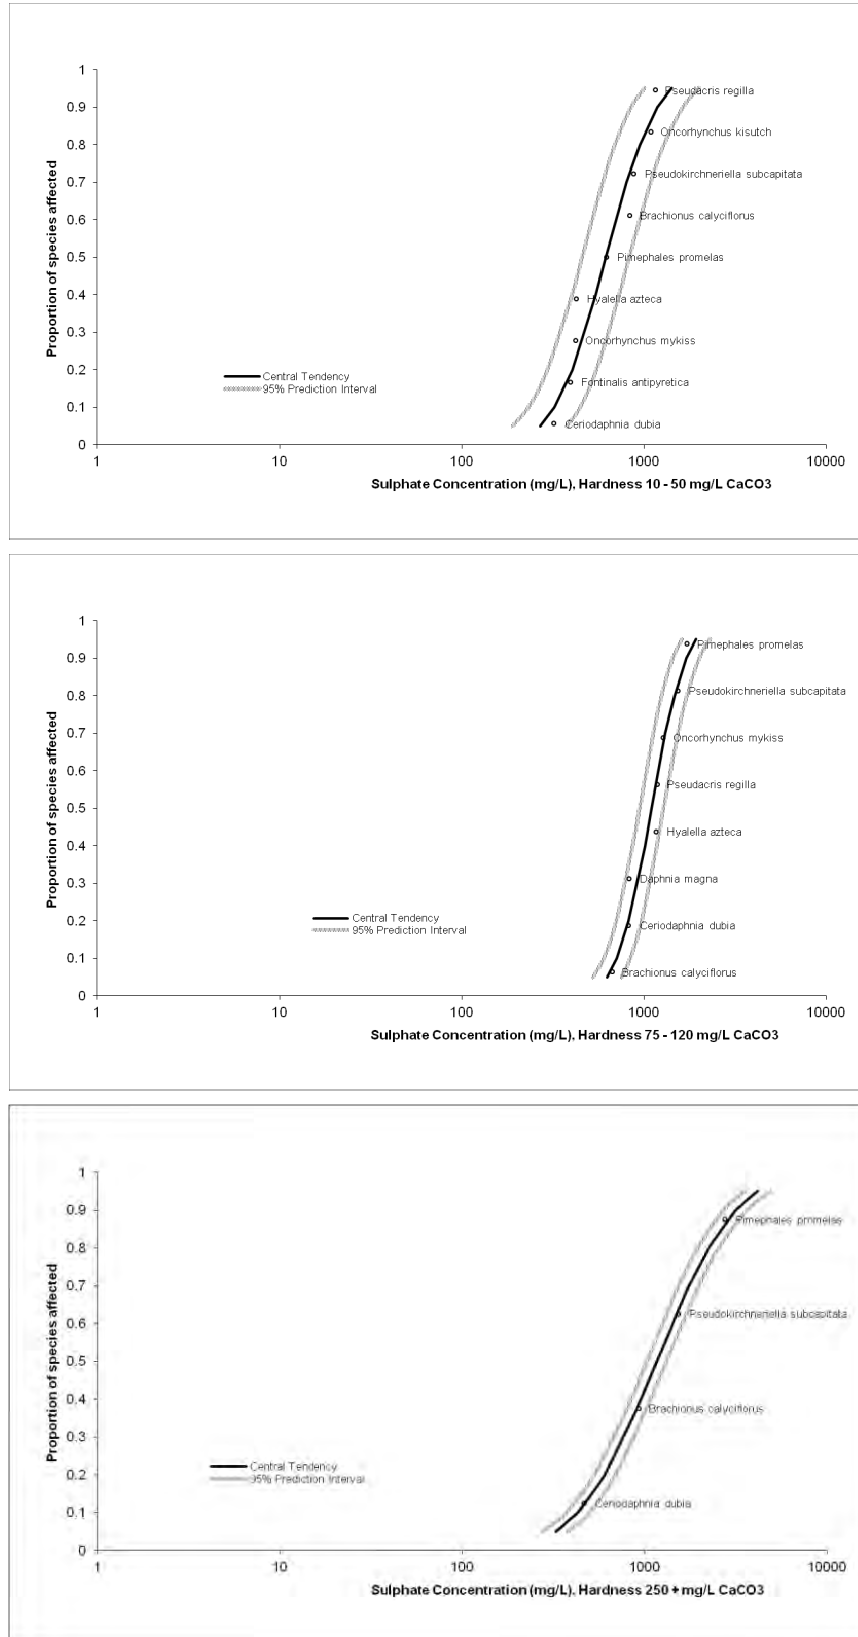 1
0.9
Pseudacris regilla
Oncorhynchus kisutch
0.8
0.7
Pseudokirchneriella subcapitata
0.6
Brachionus calyciflorus
0.5
Pimephales promelas
0.4
Hyalella azteca
0.3
Oncorhynchus mykiss
0.2
Central Tendency
Fontinalis antipyretica
95% Prediction Interval
0.1
Ceriodaphnia dubia
0
Proportion of species affected
1 10 100 1000 10000
Sulphate Concentration (mg/L), Hardness 10 - 50 mg/L CaCO3
1
Pimephales promelas
0.9
0.8
Pseudokirchneriella subcapitata
0.7
Oncorhynchus mykiss
0.6
Pseudacris regilla
0.5
Hyalella azteca
0.4
0.3
Daphnia magna
0.2
Central Tendency
Ceriodaphnia dubia
95% Prediction Interval
0.1
Brachionus calyciflorus
0
Proportion of species affected
1 10 100 1000 10000
Sulphate Concentration (mg/L), Hardness 75 - 120 mg/L CaCO3
1
0.9
Pimephales promelas
0.8
0.7
Pseudokirchneriella subcapitata
0.6
0.5
0.4
Brachionus calyciflorus
0.3
Central Tendency
0.2
95% Prediction Interval
Ceriodaphnia dubia
0.1
0
Proportion of species affected
1 10 100 1000 10000
Sulphate Concentration (mg/L), Hardness 250 + mg/L CaCO3